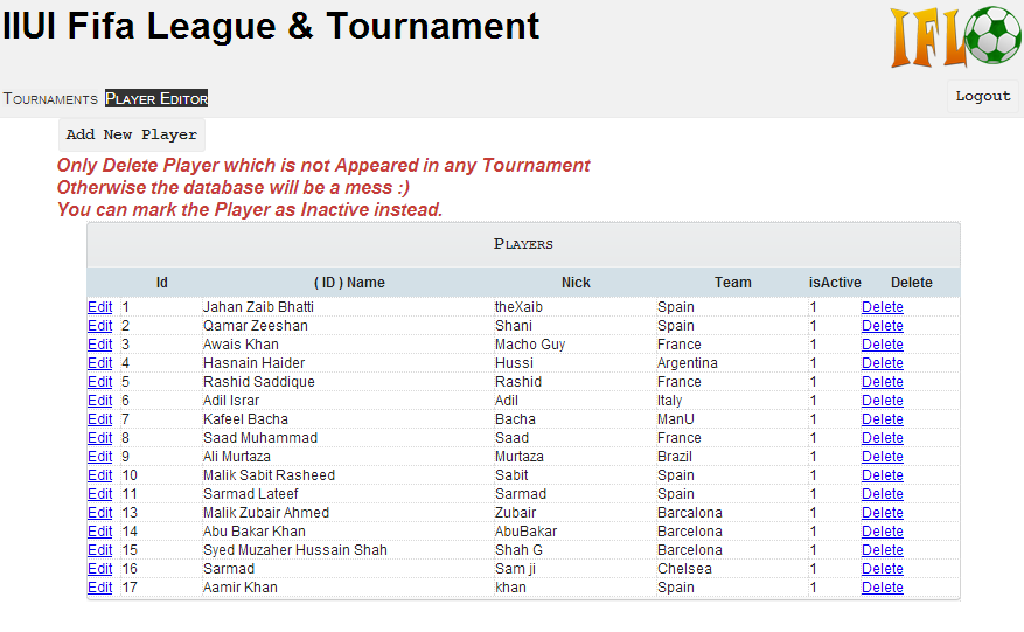 IIUI Fifa League & Tournament
IFL
Tournaments Player Editor
Logout
Add New Player
Only Delete Player which is not Appeared in any Tournament
Otherwise the database will be a mess :)
You can mark the Player as Inactive instead.
Players
Id ( ID ) Name Nick Team isActive Delete
Edit 1 Jahan Zaib Bhatti theXaib Spain 1 Delete
Edit 2 Qamar Zeeshan Shani Spain 1 Delete
Edit 3 Awais Khan Macho Guy France 1 Delete
Edit 4 Hasnain Haider Hussi Argentina 1 Delete
Edit 5 Rashid Saddique Rashid France 1 Delete
Edit 6 Adil Israr Adil Italy 1 Delete
Edit 7 Kafeel Bacha Bacha ManU 1 Delete
Edit 8 Saad Muhammad Saad France 1 Delete
Edit 9 Ali Murtaza Murtaza Brazil 1 Delete
Edit 10 Malik Sabit Rasheed Sabit Spain 1 Delete
Edit 11 Sarmad Lateef Sarmad Spain 1 Delete
Edit 13 Malik Zubair Ahmed Zubair Barcalona 1 Delete
Edit 14 Abu Bakar Khan AbuBakar Barcelona 1 Delete
Edit 15 Syed Muzaher Hussain Shah Shah G Barcelona 1 Delete
Edit 16 Sarmad Sam ji Chelsea 1 Delete
Edit 17 Aamir Khan khan Spain 1 Delete